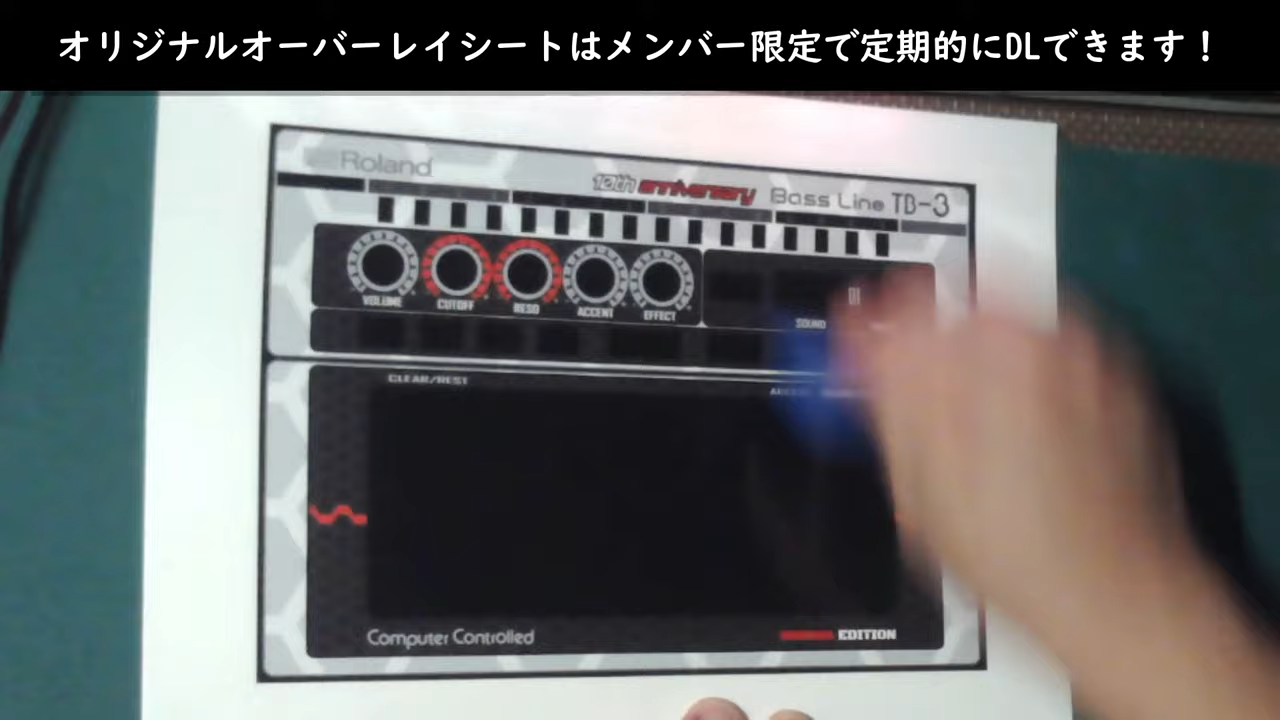 オリジナルオーバーレイシートはメンバー限定で定期的にDLできます！
Roland
10th anniversary
Bass Line TB-3
VOLUME
CUTOFF
RESO
ACCENT
EFFECT
SOUND
CLEAR/REST
Computer Controlled
EDITION